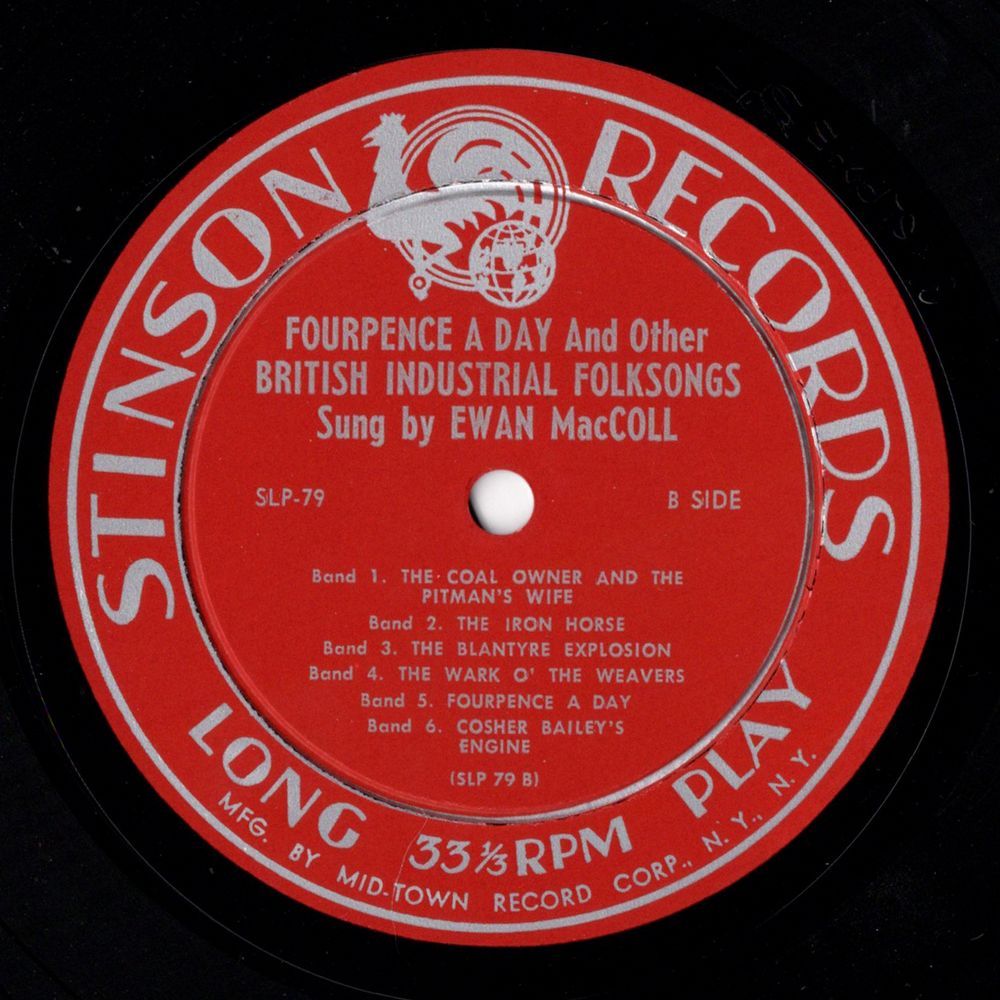 STINSON RECORDS
FOURPENCE A DAY And Other
BRITISH INDUSTRIAL FOLKSONGS
Sung by EWAN MacCOLL
SLP-79
B SIDE
Band 1. THE COAL OWNER AND THE
PITMAN'S WIFE
Band 2. THE IRON HORSE
Band 3. THE BLANTYRE EXPLOSION
Band 4. THE WARK O' THE WEAVERS
Band 5. FOURPENCE A DAY
Band 6. COSHER BAILEY'S
ENGINE
(SLP 79 B)
LONG 33⅓ RPM PLAY
MFG. BY MID-TOWN RECORD CORP., N. Y., N. Y.